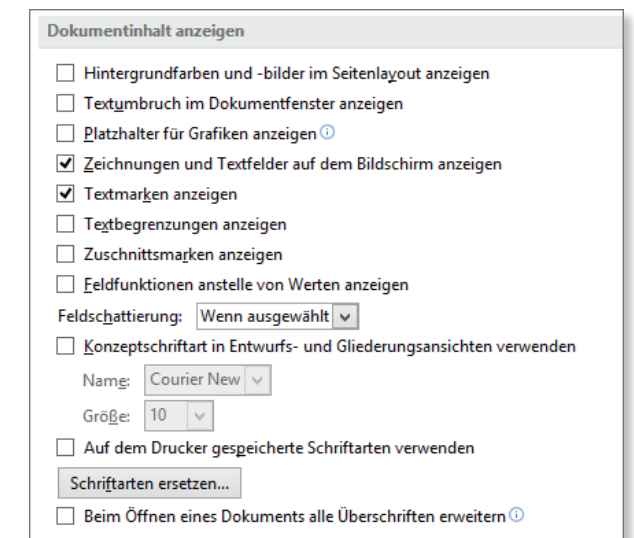 Dokumentinhalt anzeigen
Hintergrundfarben und -bilder im Seitenlayout anzeigen
Textumbruch im Dokumentfenster anzeigen
Platzhalter für Grafiken anzeigen
Zeichnungen und Textfelder auf dem Bildschirm anzeigen
Textmarken anzeigen
Textbegrenzungen anzeigen
Zuschnittsmarken anzeigen
Feldfunktionen anstelle von Werten anzeigen
Feldschattierung: Wenn ausgewählt
Konzeptschriftart in Entwurfs- und Gliederungsansichten verwenden
Name: Courier New
Größe: 10
Auf dem Drucker gespeicherte Schriftarten verwenden
Schriftarten ersetzen...
Beim Öffnen eines Dokuments alle Überschriften erweitern